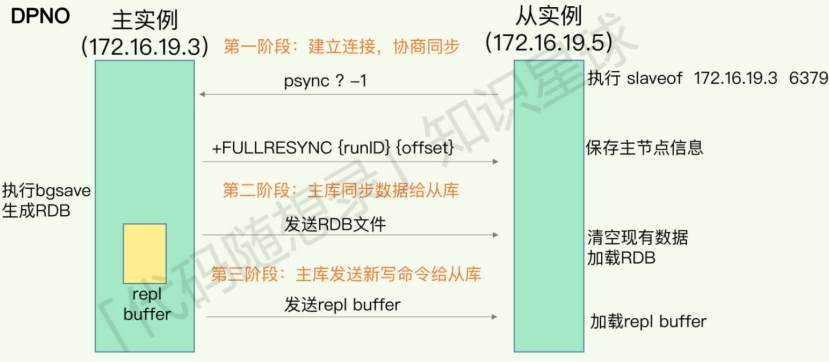 DPNO
主实例
(172.16.19.3)
从实例
(172.16.19.5)
第一阶段：建立连接，协商同步
psync ? -1
执行 slaveof 172.16.19.3 6379
+FULLRESYNC {runID} {offset}
保存主节点信息
执行bgsave
生成RDB
第二阶段：主库同步数据给从库
发送RDB文件
清空现有数据
加载RDB
第三阶段：主库发送新写命令给从库
repl
buffer
发送repl buffer
加载repl buffer
「代码随想录」知识星球